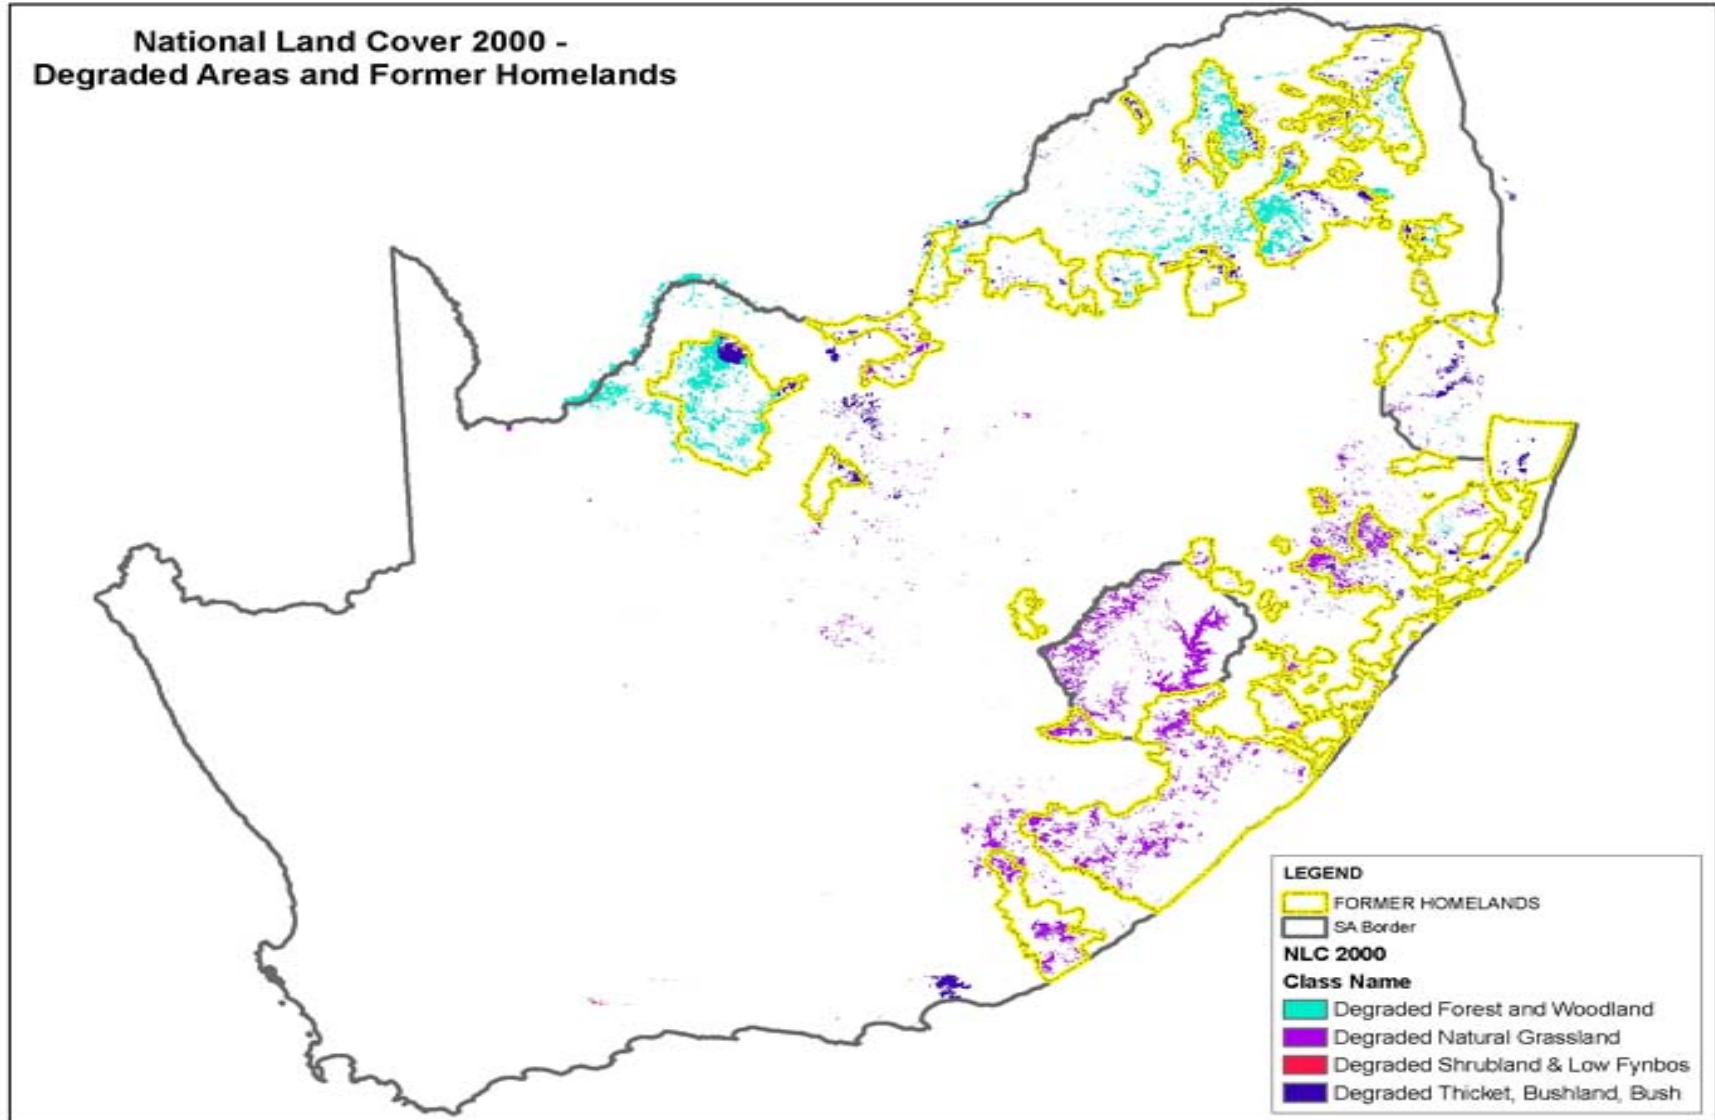 National Land Cover 2000 -
Degraded Areas and Former Homelands
LEGEND
FORMER HOMELANDS
SA Border
NLC 2000
Class Name
Degraded Forest and Woodland
Degraded Natural Grassland
Degraded Shrubland & Low Fynbos
Degraded Thicket, Bushland, Bush